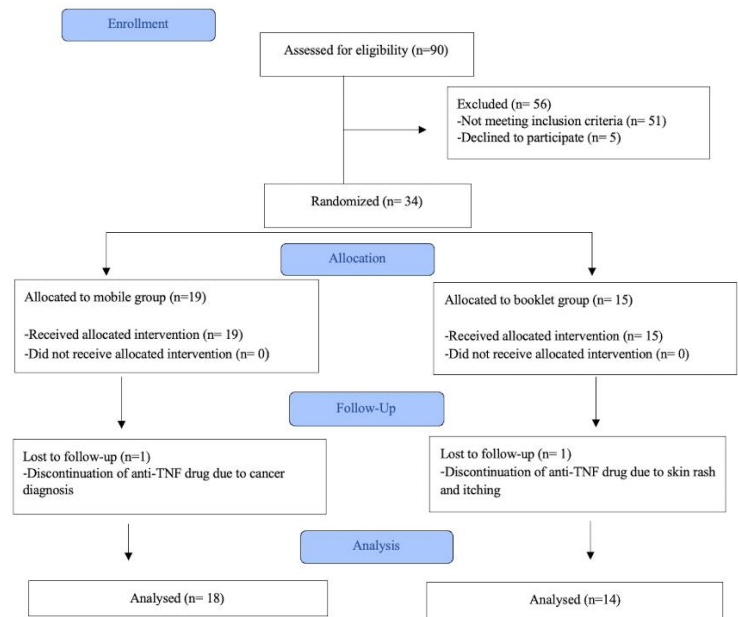 Enrollment
Assessed for eligibility (n=90)
Excluded (n= 56)
-Not meeting inclusion criteria (n= 51)
-Declined to participate (n= 5)
Randomized (n= 34)
Allocation
Allocated to mobile group (n=19)
-Received allocated intervention (n= 19)
-Did not receive allocated intervention (n= 0)
Allocated to booklet group (n= 15)
-Received allocated intervention (n= 15)
-Did not receive allocated intervention (n= 0)
Follow-Up
Lost to follow-up (n=1)
-Discontinuation of anti-TNF drug due to cancer
diagnosis
Lost to follow-up (n= 1)
-Discontinuation of anti-TNF drug due to skin rash
and itching
Analysis
Analysed (n= 18)
Analysed (n=14)